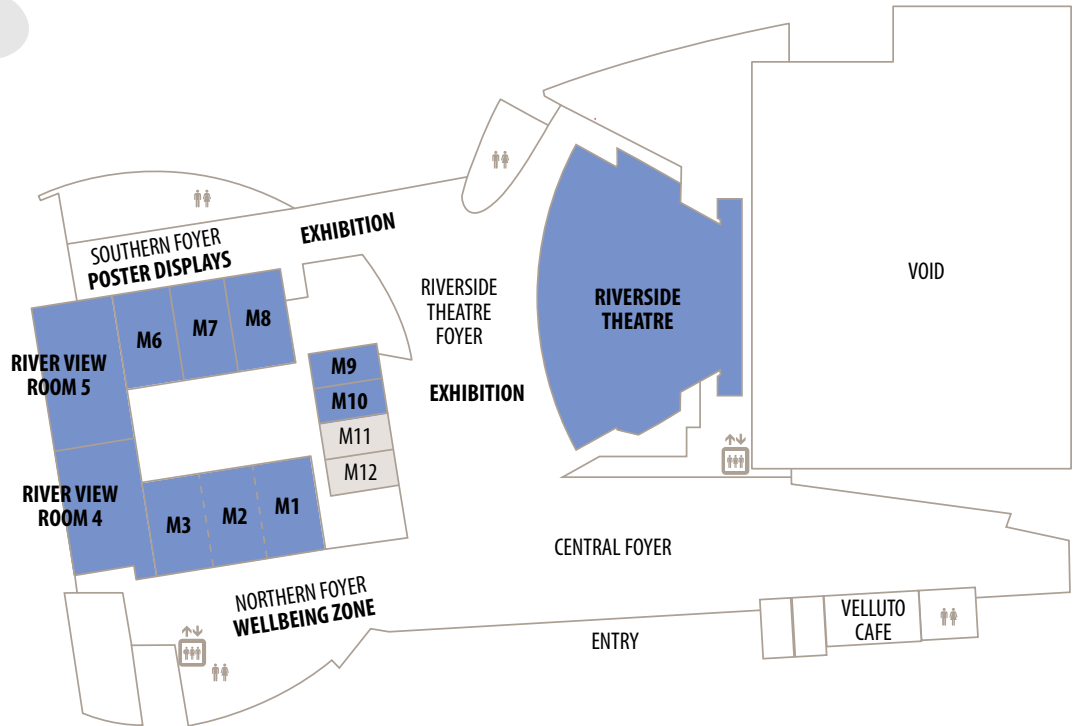 SOUTHERN FOYER
POSTER DISPLAYS
EXHIBITION
RIVERSIDE
THEATRE
FOYER
RIVERSIDE
THEATRE
VOID
M6
M7
M8
RIVER VIEW
ROOM 5
M9
M10
M11
M12
EXHIBITION
RIVER VIEW
ROOM 4
M3
M2
M1
CENTRAL FOYER
NORTHERN FOYER
WELLBEING ZONE
ENTRY
VELLUTO
CAFE